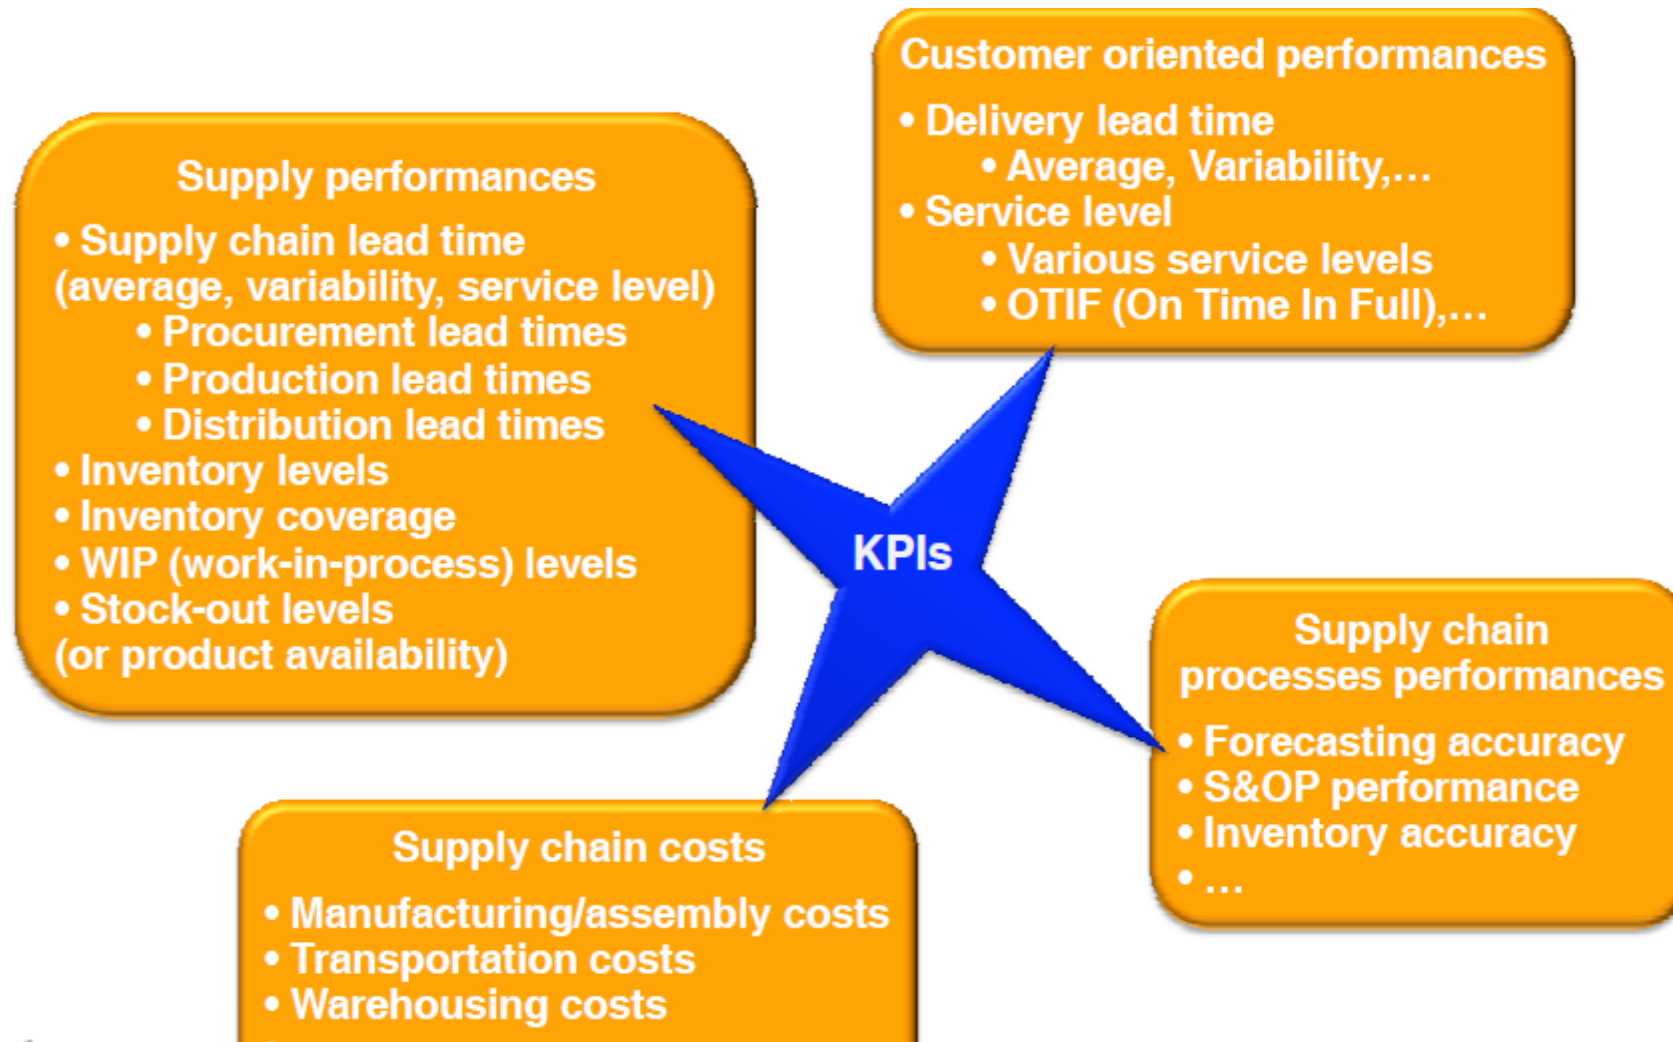 Customer oriented performances
• Delivery lead time
• Average, Variability,...
• Service level
• Various service levels
• OTIF (On Time In Full),...
Supply performances
• Supply chain lead time
(average, variability, service level)
• Procurement lead times
• Production lead times
• Distribution lead times
• Inventory levels
• Inventory coverage
• WIP (work-in-process) levels
• Stock-out levels
(or product availability)
KPIs
Supply chain
processes performances
• Forecasting accuracy
• S&OP performance
• Inventory accuracy
• ...
Supply chain costs
• Manufacturing/assembly costs
• Transportation costs
• Warehousing costs